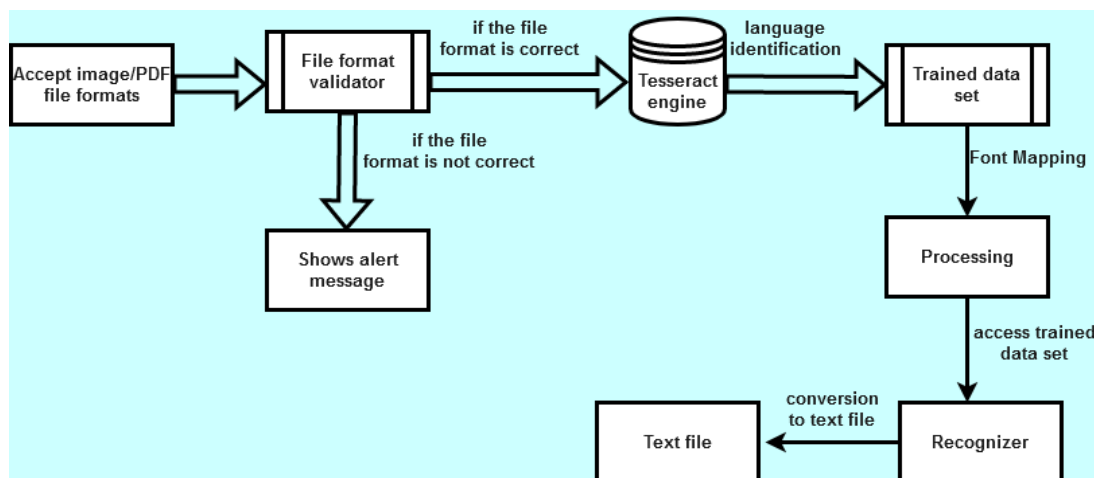 Accept image/PDF
file formats
File format
validator
if the file
format is correct
Tesseract
engine
language
identification
Trained data
set
if the file
format is not correct
Shows alert
message
Font Mapping
Processing
access trained
data set
Recognizer
conversion
to text file
Text file